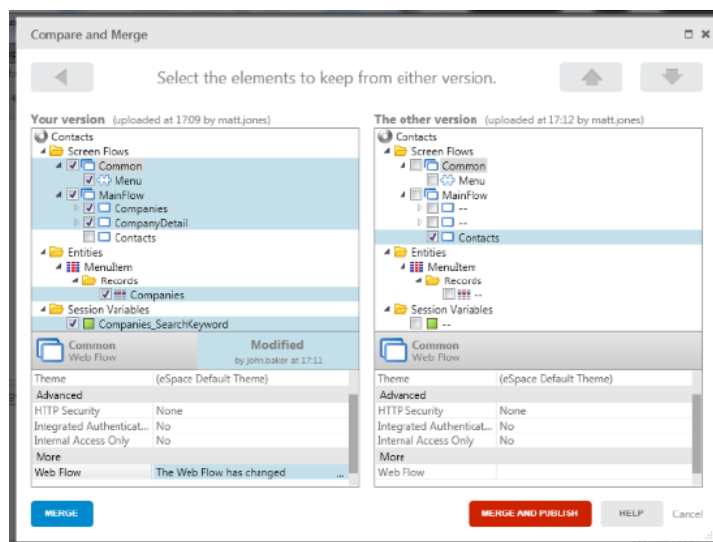 Compare and Merge
Select the elements to keep from either version.
Your version (uploaded at 17:09 by matt.jones)
Contacts
Screen Flows
Common
Menu
MainFlow
Companies
CompanyDetail
Contacts
Entities
MenuItem
Records
Companies
Session Variables
Companies_SearchKeyword
Common
Web Flow
Modified
by john.baker at 17:11
Theme (eSpace Default Theme)
Advanced
HTTP Security None
Integrated Authenticat... No
Internal Access Only No
More
Web Flow The Web Flow has changed ...
The other version (uploaded at 17:12 by matt.jones)
Contacts
Screen Flows
Common
Menu
MainFlow
--
--
Contacts
Entities
MenuItem
Records
--
Session Variables
--
Common
Web Flow
Theme (eSpace Default Theme)
Advanced
HTTP Security None
Integrated Authenticat... No
Internal Access Only No
More
Web Flow
MERGE MERGE AND PUBLISH HELP Cancel